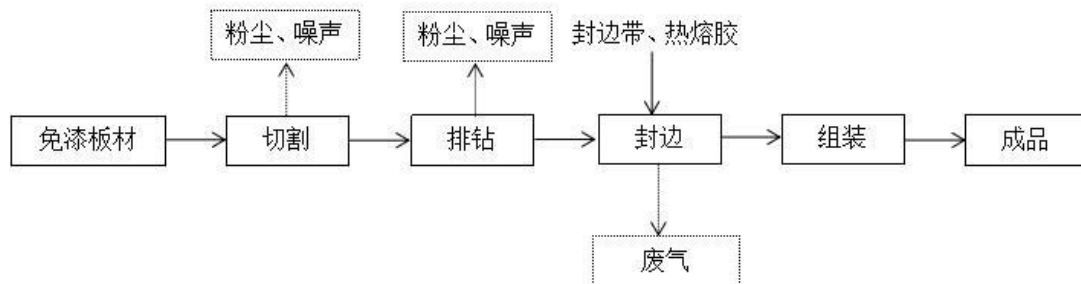 粉尘、噪声
粉尘、噪声
封边带、热熔胶
免漆板材
切割
排钻
封边
组装
成品
废气